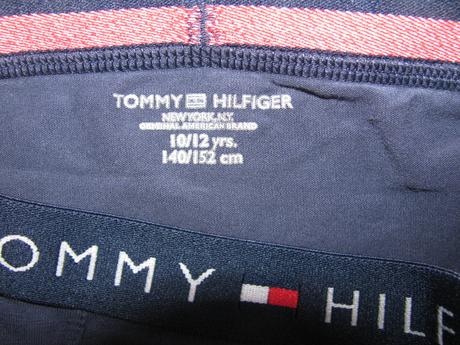 TOMMY HILFIGER
NEW YORK, N.Y.
ORIGINAL AMERICAN BRAND
10/12 yrs.
140/152 cm
OMMY HILF